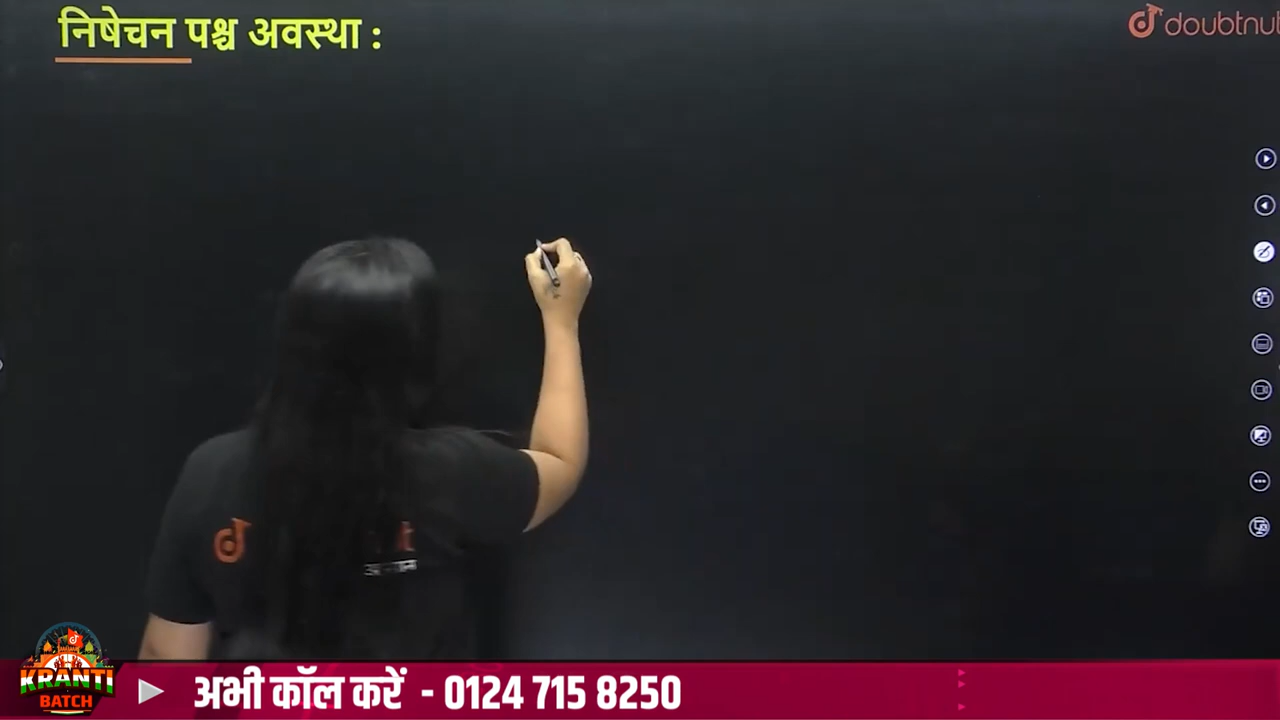 निषेचन पश्च अवस्था :
doubtnut
KRANTI
BATCH
अभी कॉल करें - 0124 715 8250